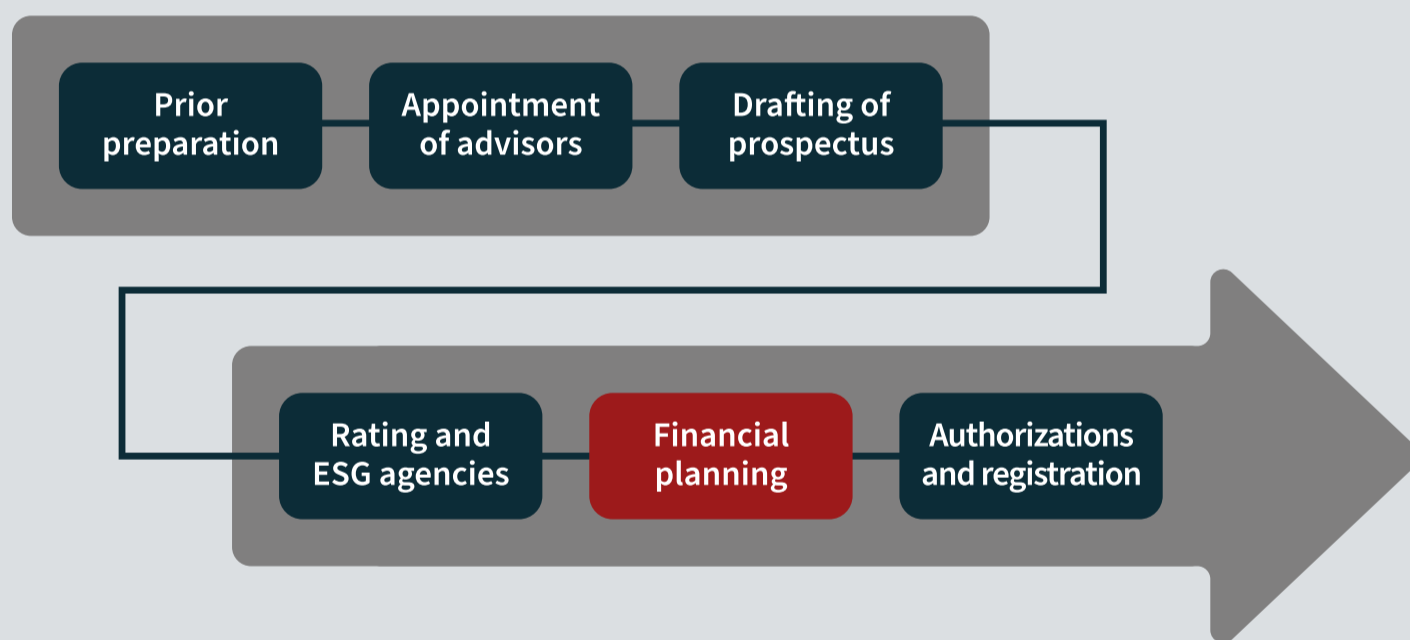 Prior
preparation
Appointment
of advisors
Drafting of
prospectus
Rating and
ESG agencies
Financial
planning
Authorizations
and registration